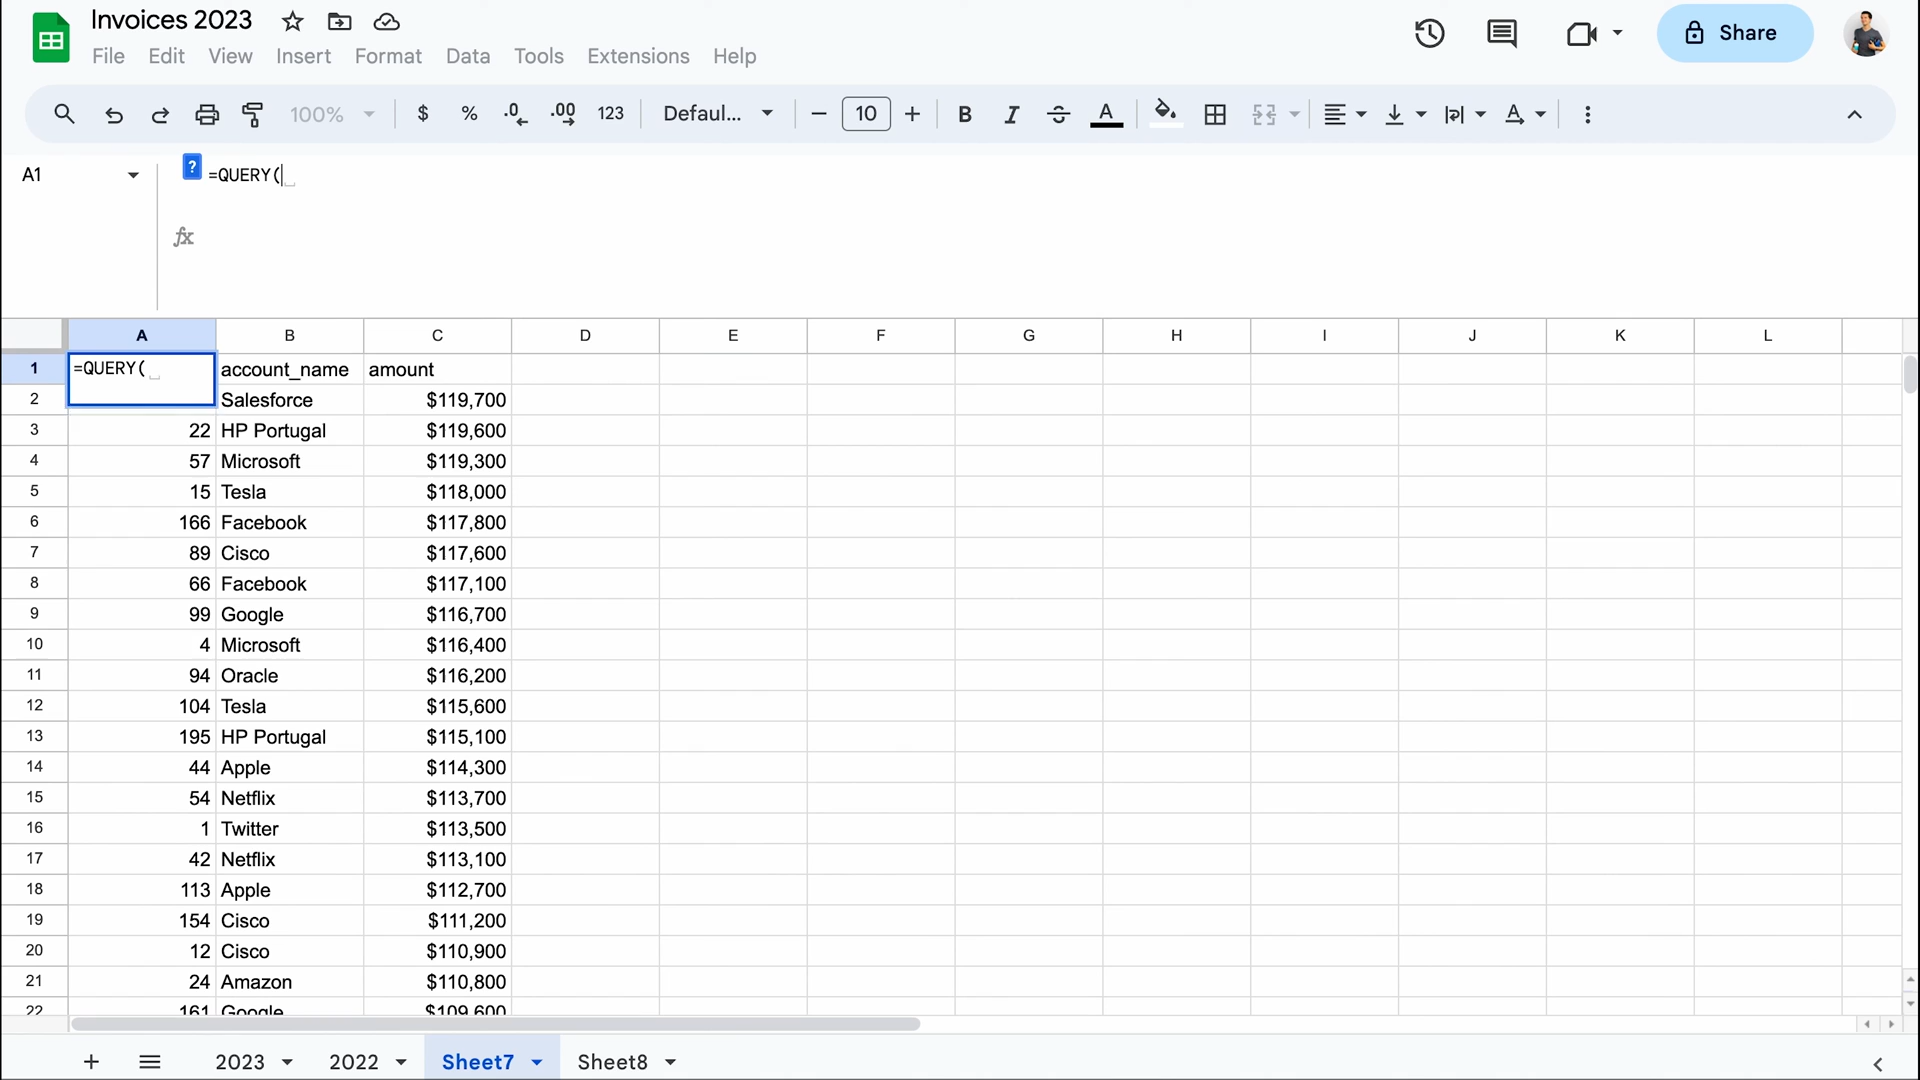 Invoices 2023
File Edit View Insert Format Data Tools Extensions Help
Share
100% $ % .0 .00 123 Defaul... 10 B I A A
A1 ? =QUERY(
fx
A B C D E F G H I J K L
1 =QUERY( account_name amount
2 Salesforce $119,700
3 22 HP Portugal $119,600
4 57 Microsoft $119,300
5 15 Tesla $118,000
6 166 Facebook $117,800
7 89 Cisco $117,600
8 66 Facebook $117,100
9 99 Google $116,700
10 4 Microsoft $116,400
11 94 Oracle $116,200
12 104 Tesla $115,600
13 195 HP Portugal $115,100
14 44 Apple $114,300
15 54 Netflix $113,700
16 1 Twitter $113,500
17 42 Netflix $113,100
18 113 Apple $112,700
19 154 Cisco $111,200
20 12 Cisco $110,900
21 24 Amazon $110,800
22 161 Google $109,600
2023 2022 Sheet7 Sheet8